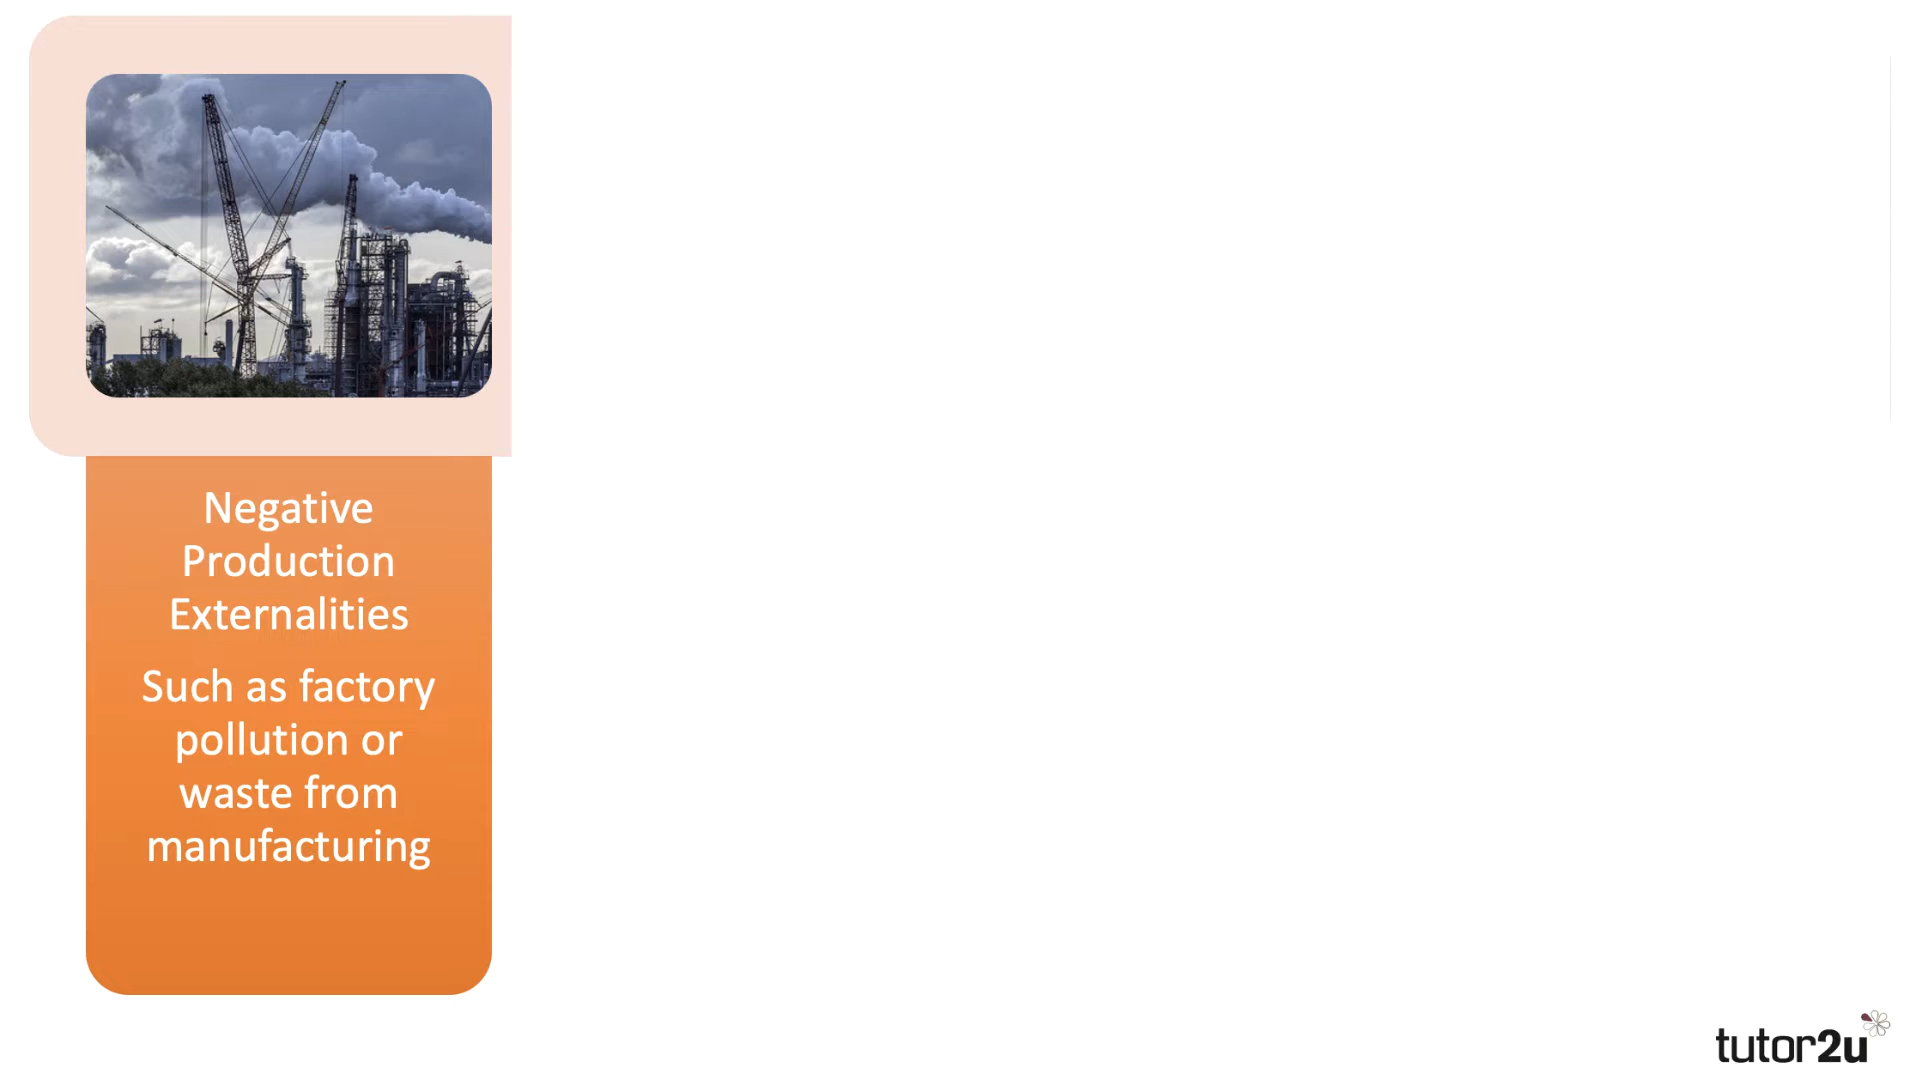 Negative
Production
Externalities
Such as factory
pollution or
waste from
manufacturing
tutor2u